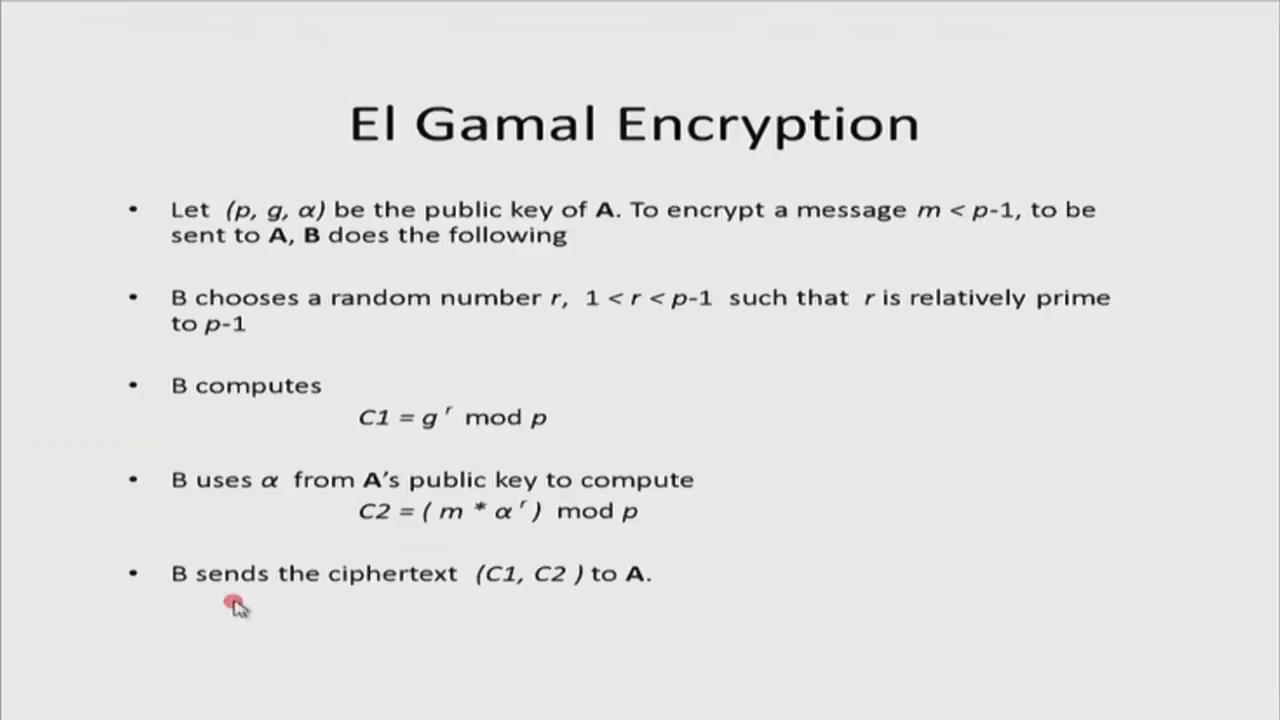 El Gamal Encryption
• Let (p, g, α) be the public key of A. To encrypt a message m < p-1, to be
sent to A, B does the following
• B chooses a random number r, 1 < r < p-1 such that r is relatively prime
to p-1
• B computes
C1 = g ʳ mod p
• B uses α from A's public key to compute
C2 = ( m * α ʳ ) mod p
• B sends the ciphertext (C1, C2 ) to A.